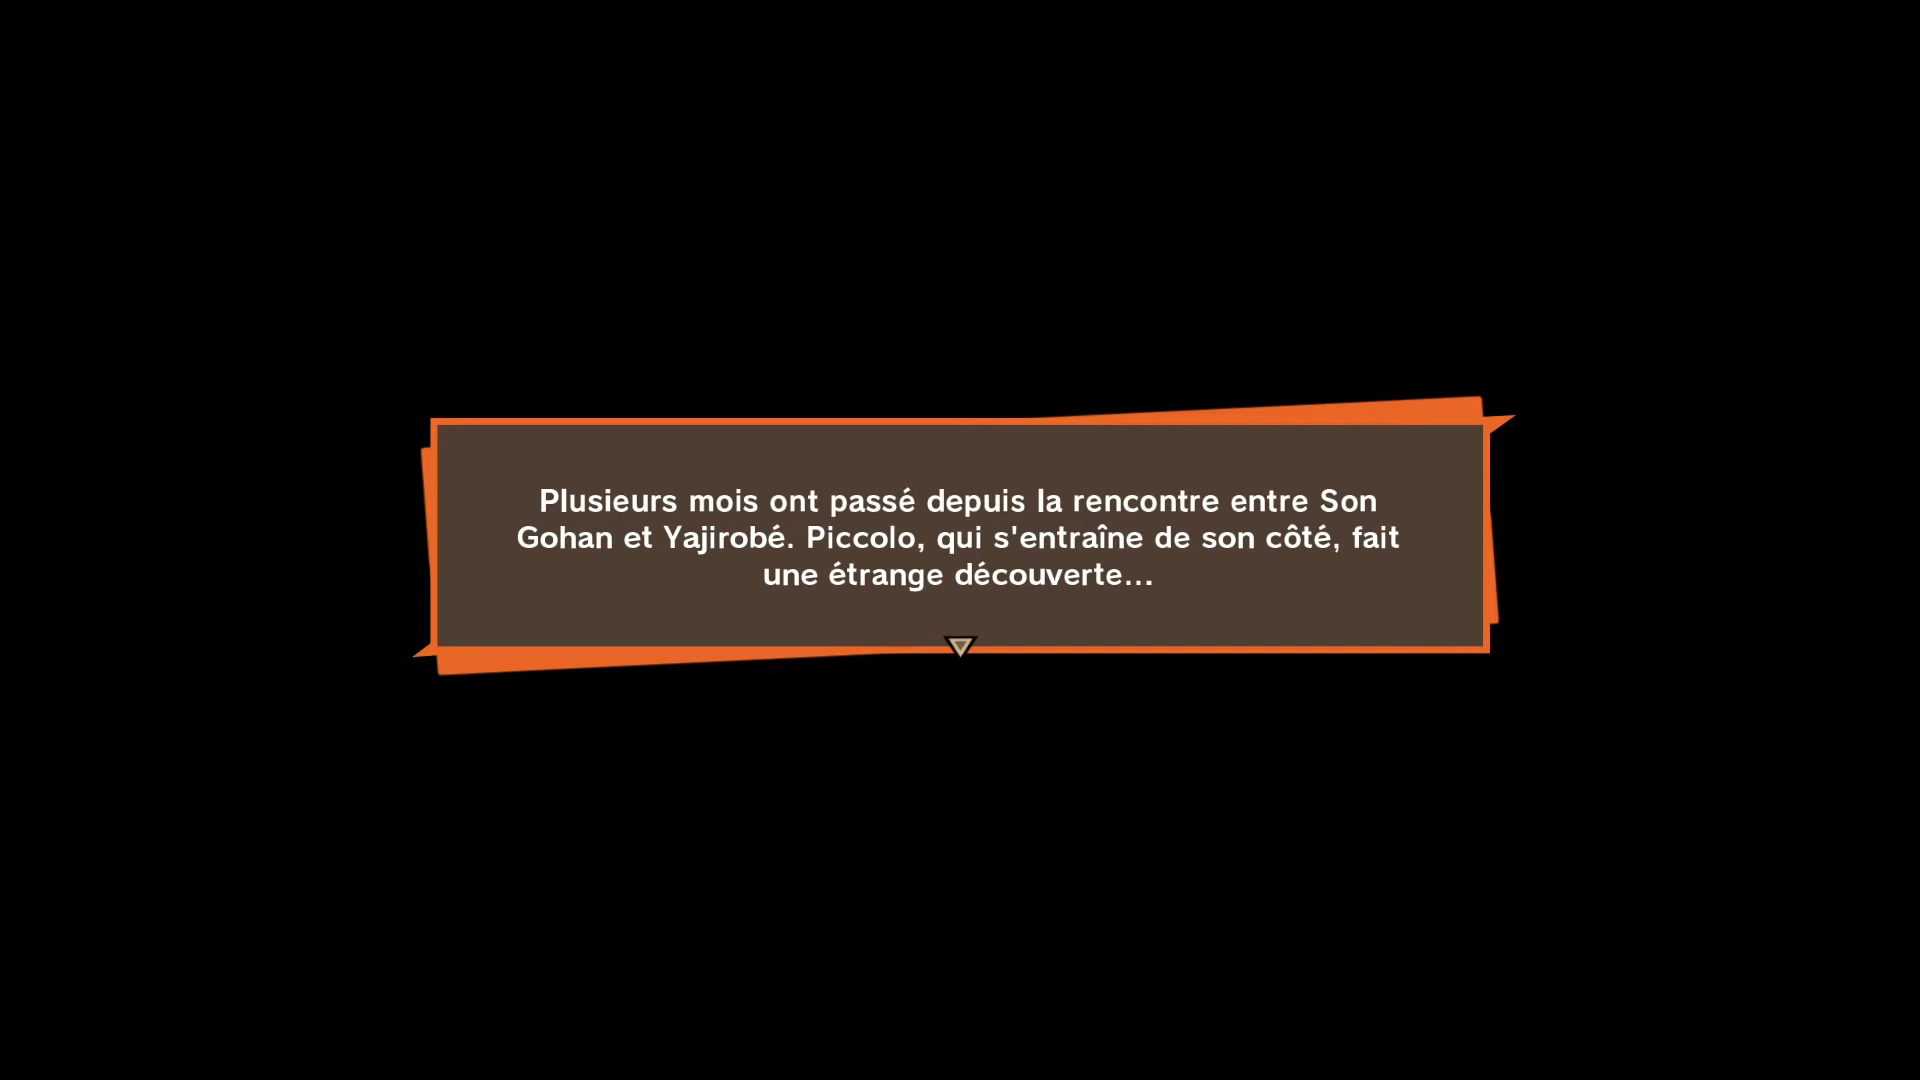 Plusieurs mois ont passé depuis la rencontre entre Son
Gohan et Yajirobé. Piccolo, qui s'entraîne de son côté, fait
une étrange découverte...